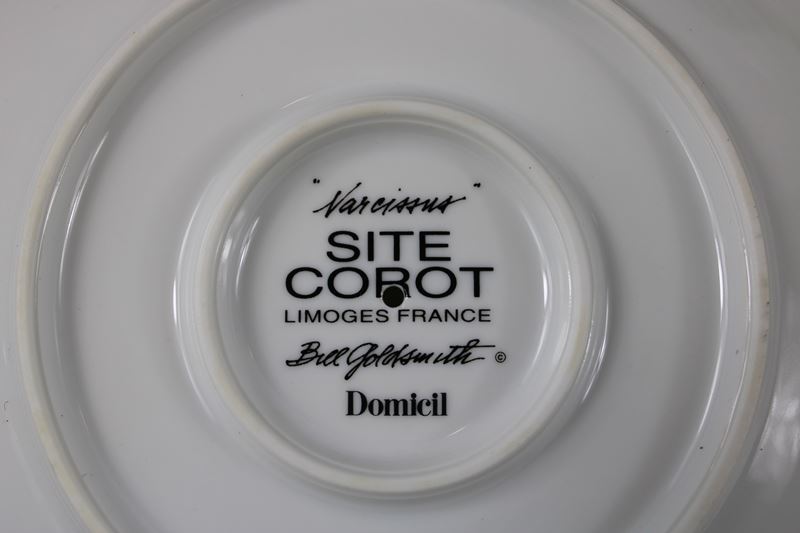 "Narcissus"
SITE
COROT
LIMOGES FRANCE
Bill Goldsmith ©
Domicil